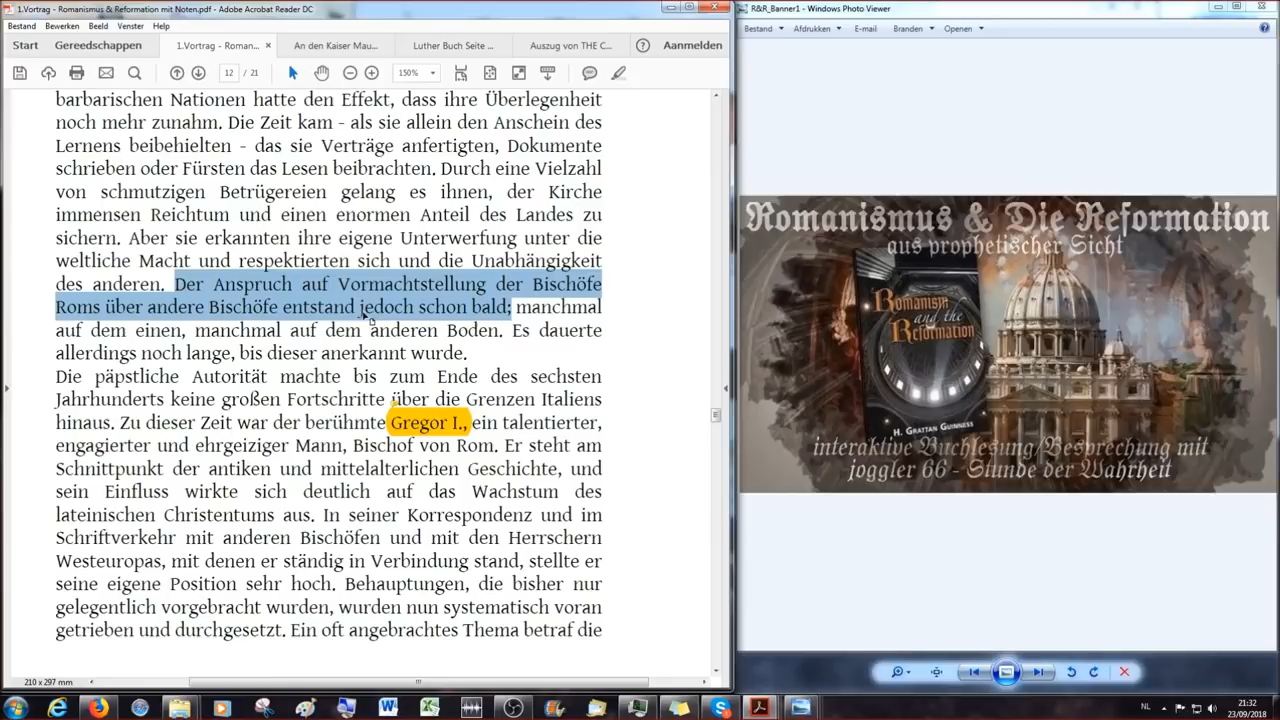 1.Vortrag - Romanismus & Reformation mit Noten.pdf - Adobe Acrobat Reader DC
Bestand Bewerken Beeld Venster Help
Start Gereedschappen 1.Vortrag - Roman... × An den Kaiser Mau... Luther Buch Seite ... Auszug von THE C... Aanmelden
12 / 21 150%
barbarischen Nationen hatte den Effekt, dass ihre Überlegenheit
noch mehr zunahm. Die Zeit kam - als sie allein den Anschein des
Lernens beibehielten - das sie Verträge anfertigten, Dokumente
schrieben oder Fürsten das Lesen beibrachten. Durch eine Vielzahl
von schmutzigen Betrügereien gelang es ihnen, der Kirche
immensen Reichtum und einen enormen Anteil des Landes zu
sichern. Aber sie erkannten ihre eigene Unterwerfung unter die
weltliche Macht und respektierten sich und die Unabhängigkeit
des anderen. Der Anspruch auf Vormachtstellung der Bischöfe
Roms über andere Bischöfe entstand jedoch schon bald; manchmal
auf dem einen, manchmal auf dem anderen Boden. Es dauerte
allerdings noch lange, bis dieser anerkannt wurde.
Die päpstliche Autorität machte bis zum Ende des sechsten
Jahrhunderts keine großen Fortschritte über die Grenzen Italiens
hinaus. Zu dieser Zeit war der berühmte Gregor I., ein talentierter,
engagierter und ehrgeiziger Mann, Bischof von Rom. Er steht am
Schnittpunkt der antiken und mittelalterlichen Geschichte, und
sein Einfluss wirkte sich deutlich auf das Wachstum des
lateinischen Christentums aus. In seiner Korrespondenz und im
Schriftverkehr mit anderen Bischöfen und mit den Herrschern
Westeuropas, mit denen er ständig in Verbindung stand, stellte er
seine eigene Position sehr hoch. Behauptungen, die bisher nur
gelegentlich vorgebracht wurden, wurden nun systematisch voran
getrieben und durchgesetzt. Ein oft angebrachtes Thema betraf die
210 x 297 mm
R&R_Banner1 - Windows Photo Viewer
Bestand Afdrukken E-mail Branden Openen
Romanismus & Die Reformation
aus prophetischer Sicht
Romanism
and the
Reformation
H. GRATTAN GUINNESS
interaktive Buchlesung/Besprechung mit
joggler 66 - Stunde der Wahrheit
NL 21:32
23/09/2018